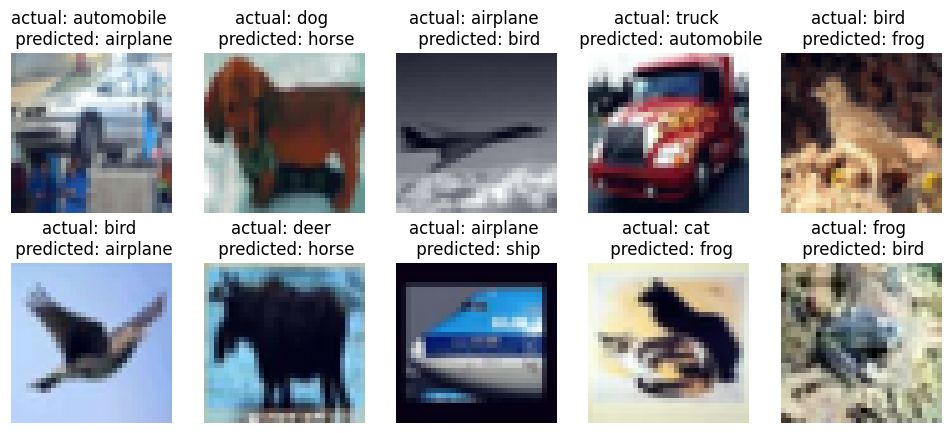 actual: automobile
predicted: airplane
actual: dog
predicted: horse
actual: airplane
predicted: bird
actual: truck
predicted: automobile
actual: bird
predicted: frog
actual: bird
predicted: airplane
actual: deer
predicted: horse
actual: airplane
predicted: ship
actual: cat
predicted: frog
actual: frog
predicted: bird